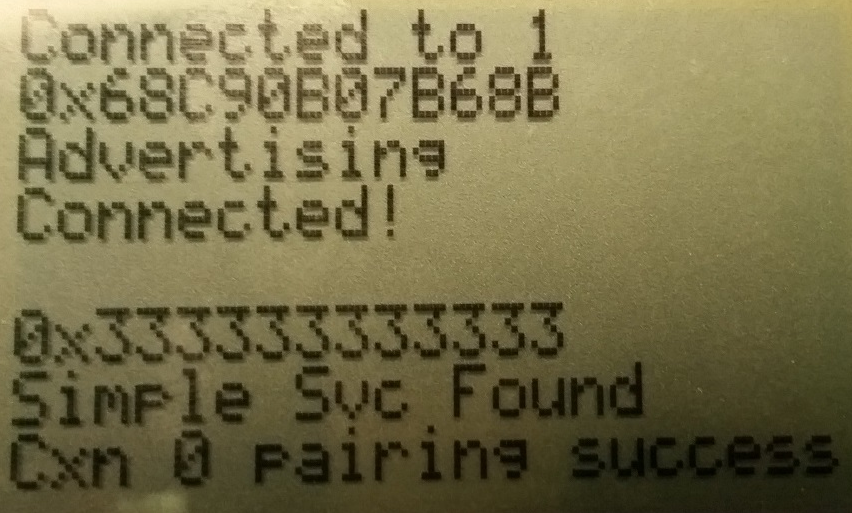 Connected to 1
0x68C90B07B68B
Advertising
Connected!
0x333333333333
Simple Svc Found
Cxn 0 pairing success